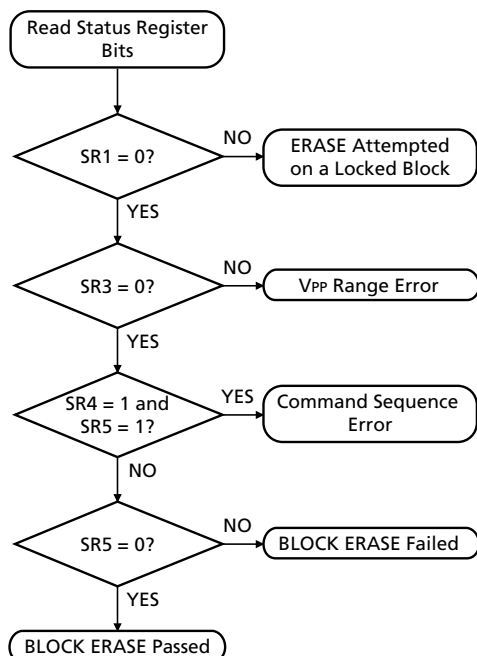 Read Status Register
Bits
SR1 = 0?
NO
ERASE Attempted
on a Locked Block
YES
SR3 = 0?
NO
VPP Range Error
YES
SR4 = 1 and
SR5 = 1?
YES
Command Sequence
Error
NO
SR5 = 0?
NO
BLOCK ERASE Failed
YES
BLOCK ERASE Passed